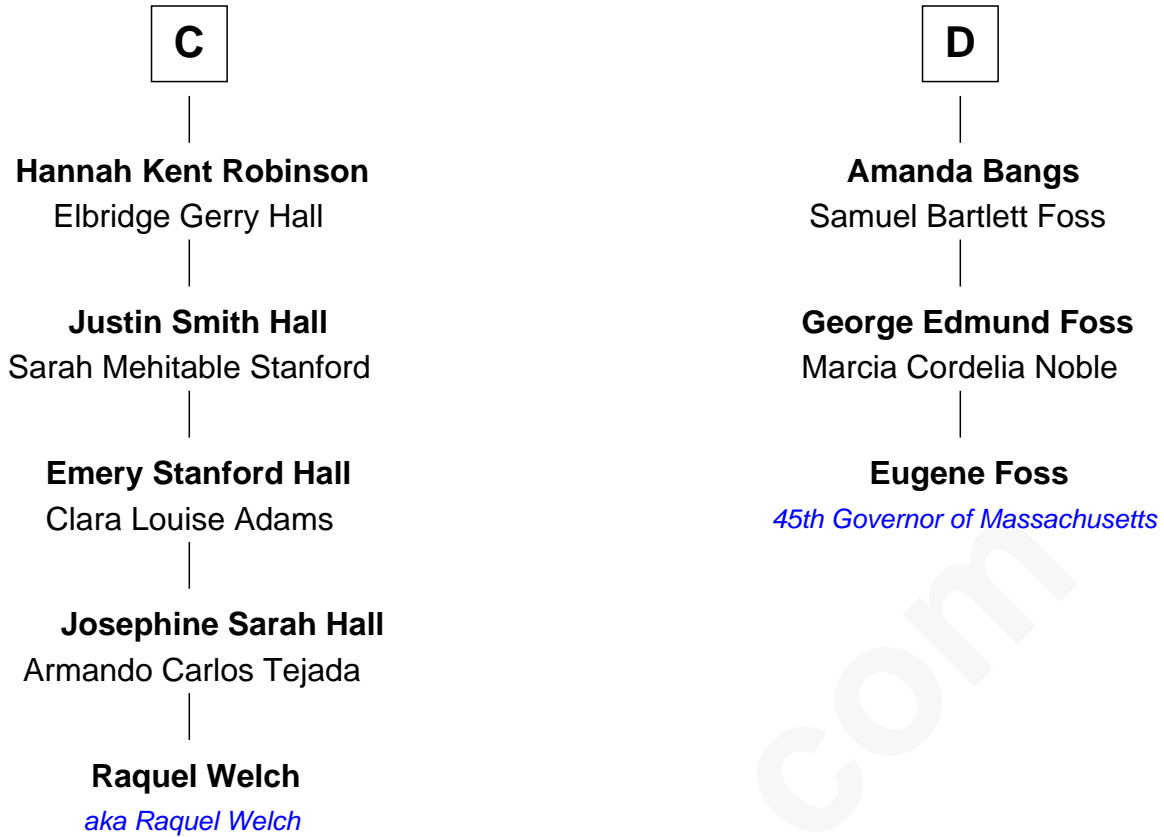 C
Hannah Kent Robinson
Elbridge Gerry Hall
Justin Smith Hall
Sarah Mehitable Stanford
Emery Stanford Hall
Clara Louise Adams
Josephine Sarah Hall
Armando Carlos Tejada
Raquel Welch
aka Raquel Welch
D
Amanda Bangs
Samuel Bartlett Foss
George Edmund Foss
Marcia Cordelia Noble
Eugene Foss
45th Governor of Massachusetts
com